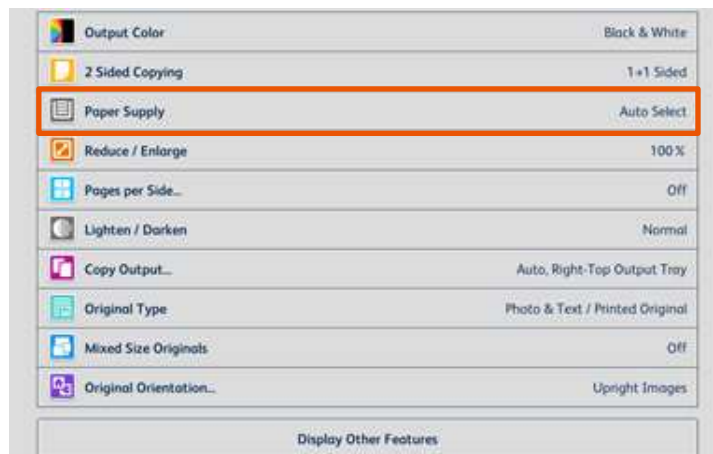 Output Color Black & White
2 Sided Copying 1→1 Sided
Paper Supply Auto Select
Reduce / Enlarge 100%
Pages per Side... Off
Lighten / Darken Normal
Copy Output... Auto, Right-Top Output Tray
Original Type Photo & Text / Printed Original
Mixed Size Originals Off
Original Orientation... Upright Images
Display Other Features